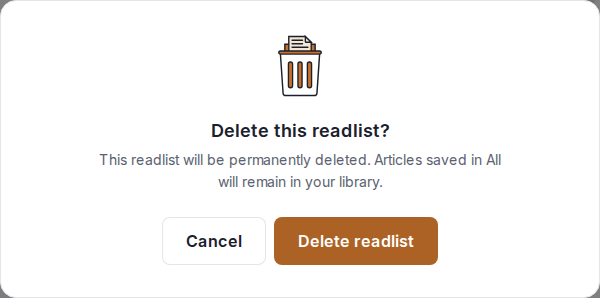 Delete this readlist?
This readlist will be permanently deleted. Articles saved in All
will remain in your library.
Cancel
Delete readlist